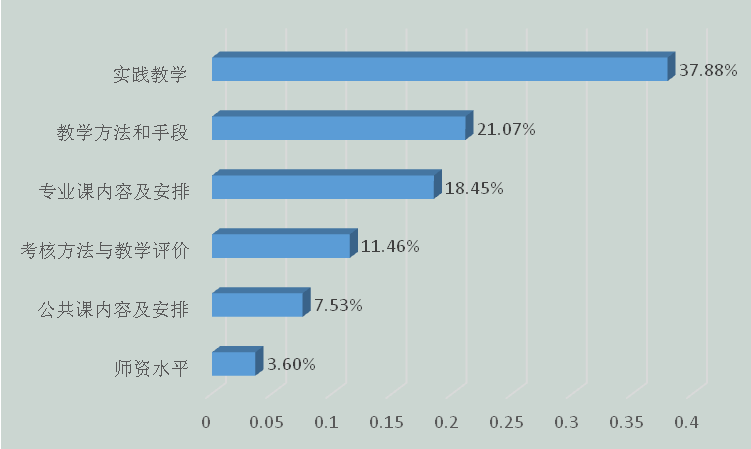 实践教学 37.88%
教学方法和手段 21.07%
专业课内容及安排 18.45%
考核方法与教学评价 11.46%
公共课内容及安排 7.53%
师资水平 3.60%
0 0.05 0.1 0.15 0.2 0.25 0.3 0.35 0.4